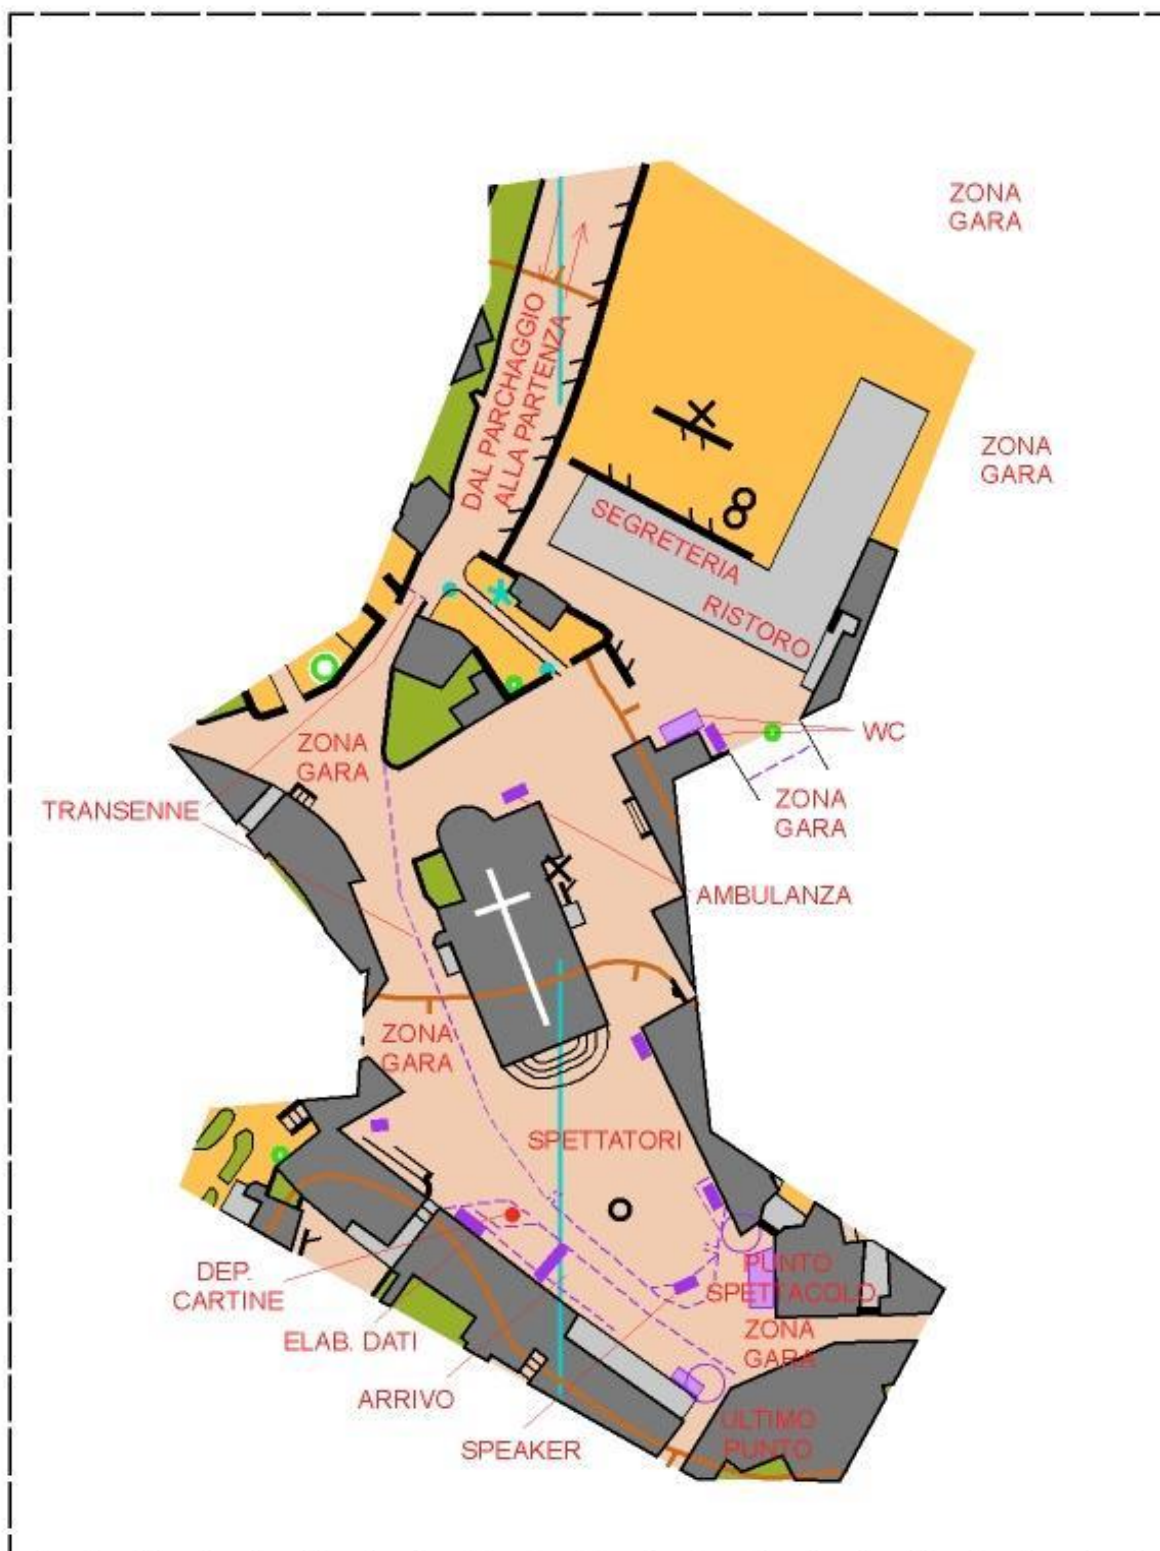 ZONA
GARA
DAL PARCHAGGIO
ALLA PARTENZA
ZONA
GARA
SEGRETERIA
RISTORO
ZONA
GARA
WC
TRANSENNE
ZONA
GARA
AMBULANZA
ZONA
GARA
SPETTATORI
DEP.
CARTINE
PUNTO
SPETTACOLO
ELAB. DATI
ZONA
GARA
ARRIVO
SPEAKER
ULTIMO
PUNTO